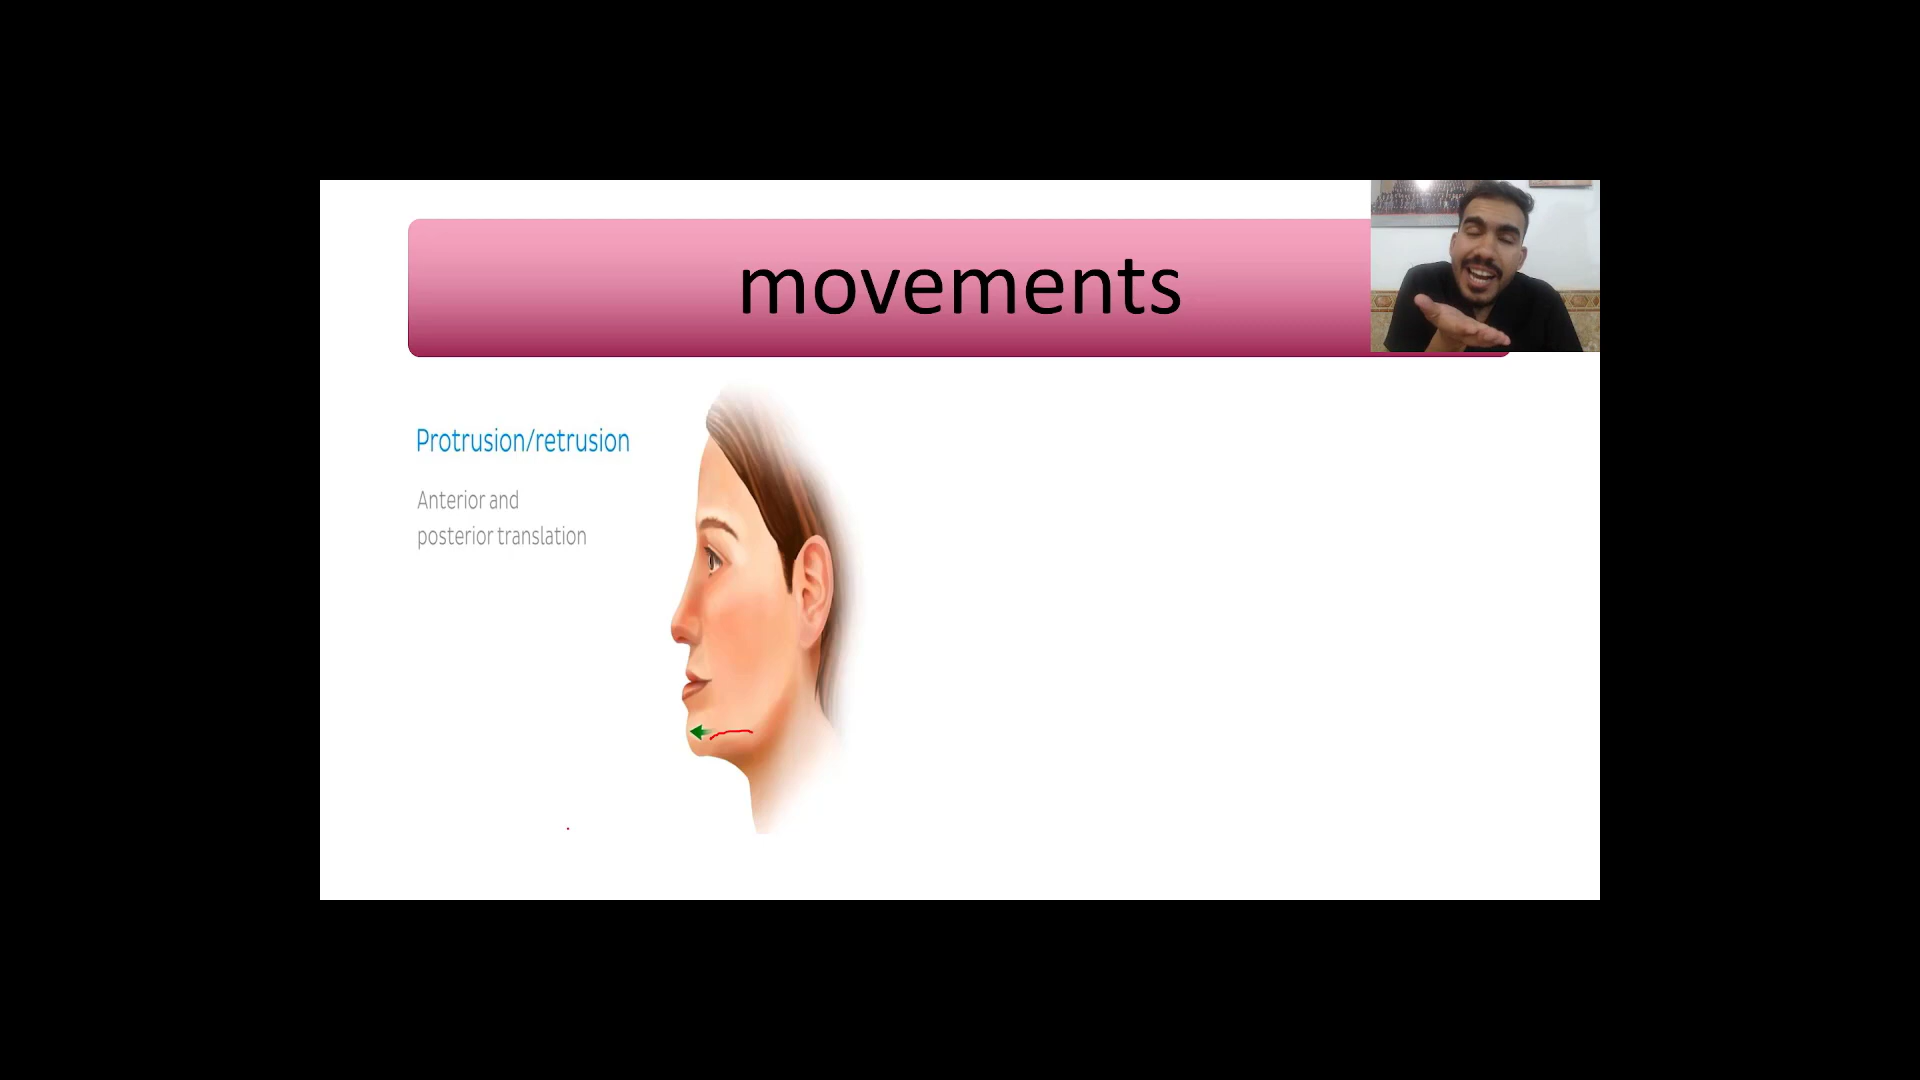 movements
Protrusion/retrusion
Anterior and
posterior translation